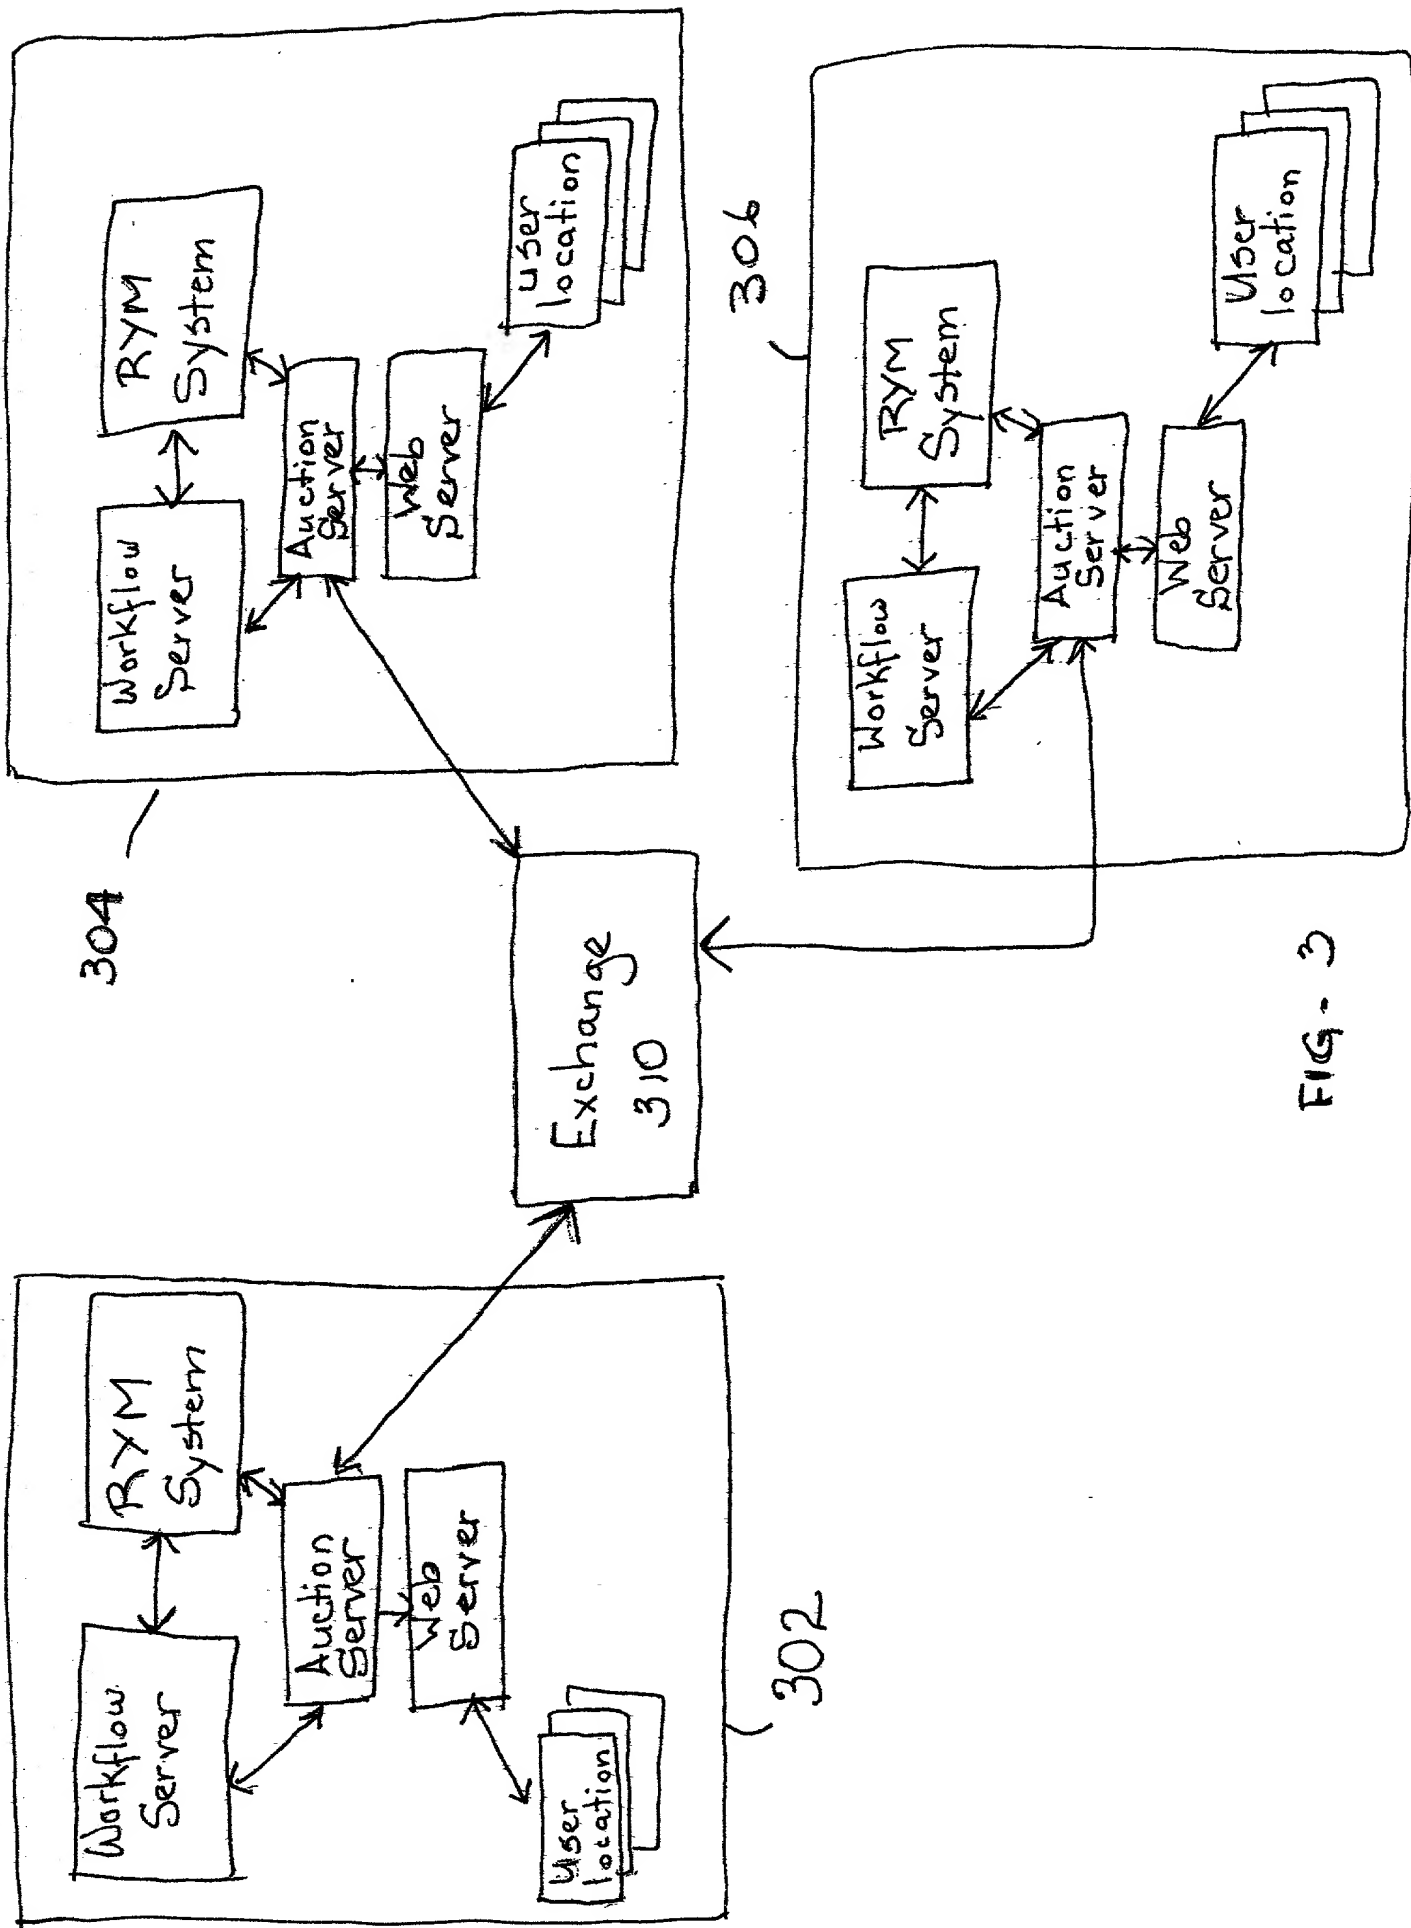 Workflow
Server
RYM
System
Auction
Server
Web
Server
User
location
302
Exchange
310
304
Workflow
Server
RYM
System
Auction
Server
Web
Server
User
location
306
Workflow
Server
RYM
System
Auction
Server
Web
Server
User
location
FIG - 3